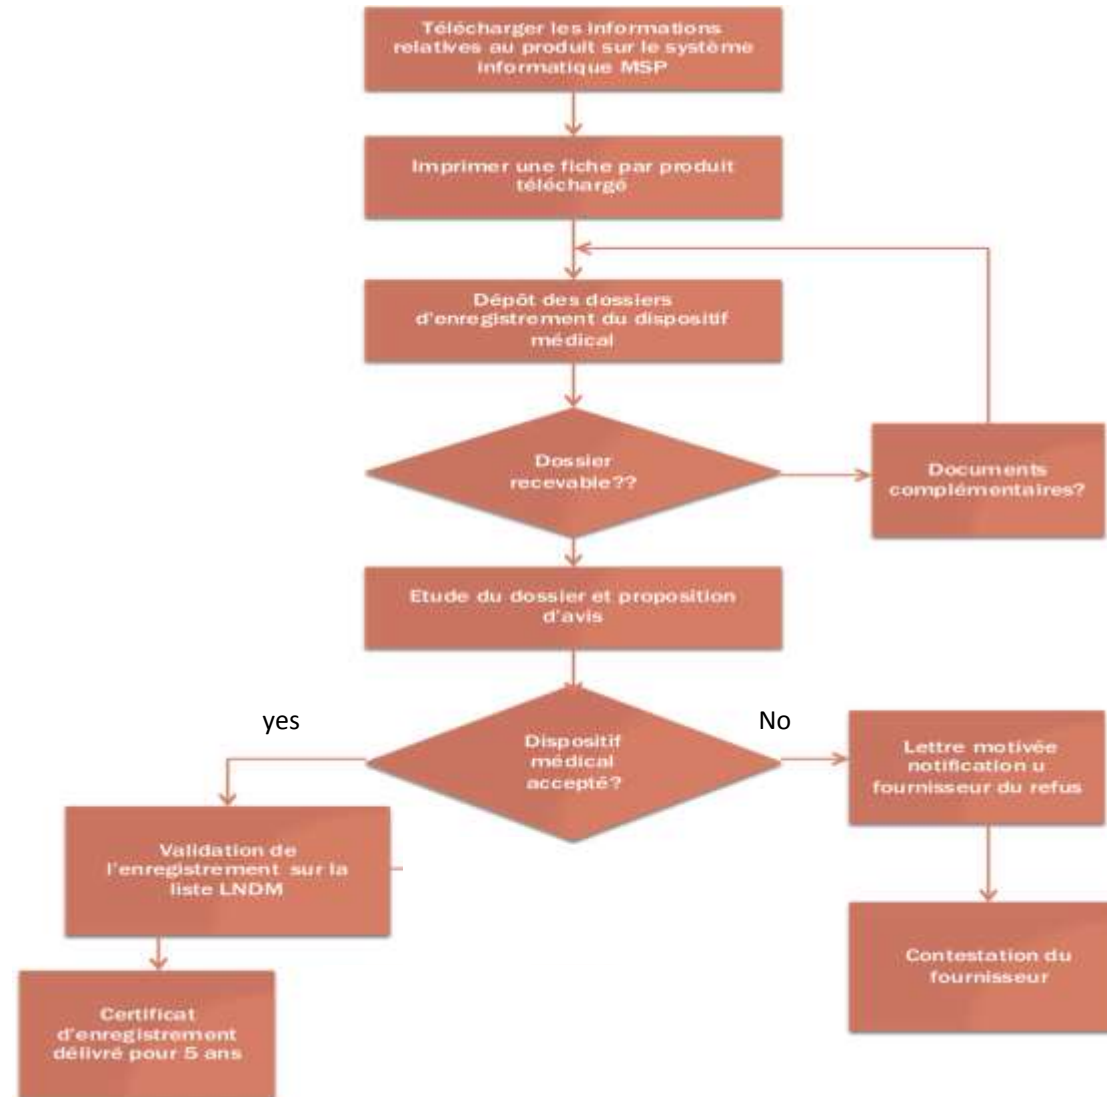 Télécharger les informations
relatives au produit sur le système
informatique MSP
Imprimer une fiche par produit
téléchargé
Dépôt des dossiers
d'enregistrement du dispositif
médical
Dossier
recevable??
Documents
complémentaires?
Etude du dossier et proposition
d'avis
yes
No
Dispositif
médical
accepté?
Lettre motivée
notification u
fournisseur du refus
Validation de
l'enregistrement sur la
liste LNDM
Contestation du
fournisseur
Certificat
d'enregistrement
délivré pour 5 ans